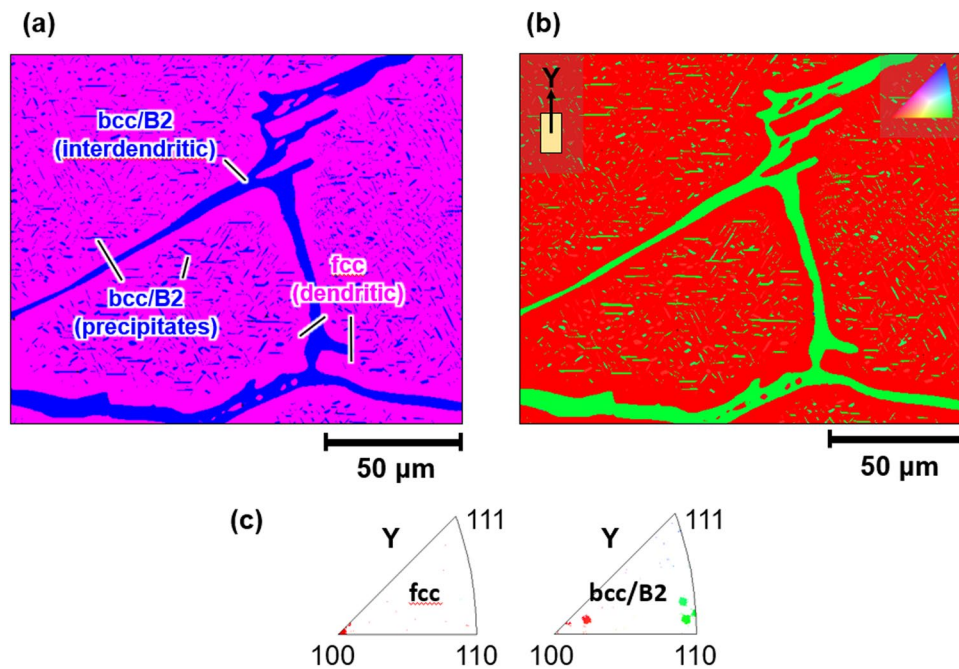 (a)
bcc/B2
(interdendritic)
bcc/B2
(precipitates)
fcc
(dendritic)
50 μm
(b)
Y
50 μm
(c)
Y
111
fcc
100
110
Y
111
bcc/B2
100
110